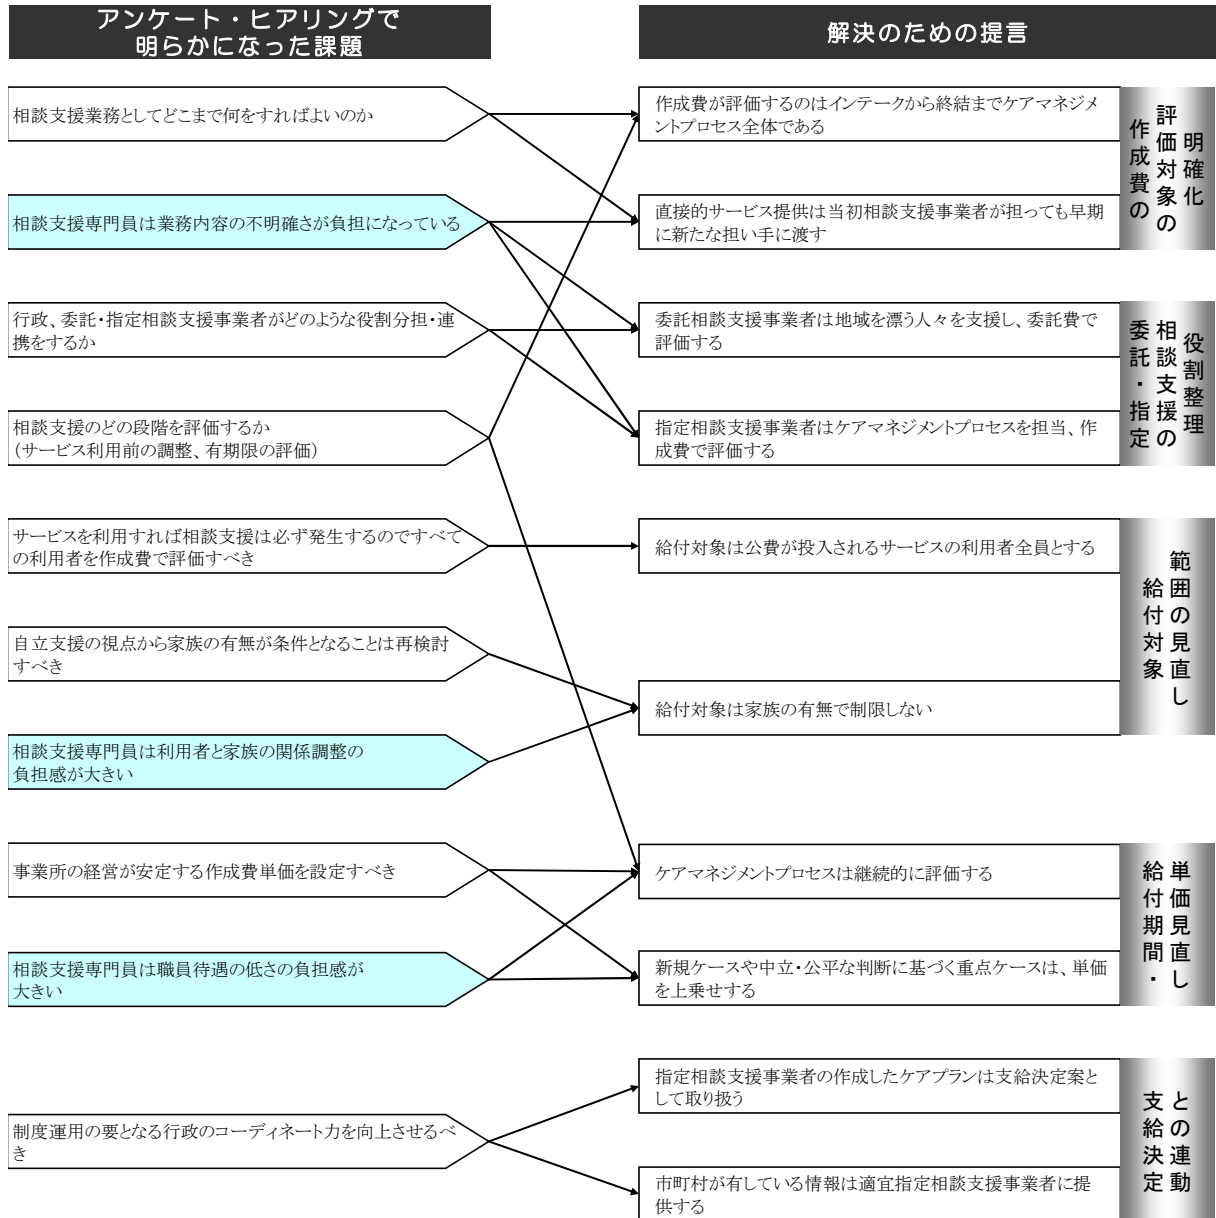 アンケート・ヒアリングで
明らかになった課題
解決のための提言
相談支援業務としてどこまで何をすればよいのか
相談支援専門員は業務内容の不明確さが負担になっている
行政、委託・指定相談支援事業者がどのような役割分担・連
携をするか
相談支援のどの段階を評価するか
（サービス利用前の調整、有期限の評価）
サービスを利用すれば相談支援は必ず発生するのですべて
の利用者を作成費で評価すべき
自立支援の視点から家族の有無が条件となることは再検討
すべき
相談支援専門員は利用者と家族の関係調整の
負担感が大きい
事業所の経営が安定する作成費単価を設定すべき
相談支援専門員は職員待遇の低さの負担感が
大きい
制度運用の要となる行政のコーディネート力を向上させるべ
き
作成費が評価するのはインテークから終結までケアマネジメ
ントプロセス全体である
直接的サービス提供は当初相談支援事業者が担っても早期
に新たな担い手に渡す
委託相談支援事業者は地域を漂う人々を支援し、委託費で
評価する
指定相談支援事業者はケアマネジメントプロセスを担当、作
成費で評価する
給付対象は公費が投入されるサービスの利用者全員とする
給付対象は家族の有無で制限しない
ケアマネジメントプロセスは継続的に評価する
新規ケースや中立・公平な判断に基づく重点ケースは、単価
を上乗せする
指定相談支援事業者の作成したケアプランは支給決定案と
して取り扱う
市町村が有している情報は適宜指定相談支援事業者に提
供する
作成費の
評価対象の
明確化
委託・指定
相談支援の
役割整理
給付対象
範囲の見直し
給付期間・
単価見直し
支給決定
との連動